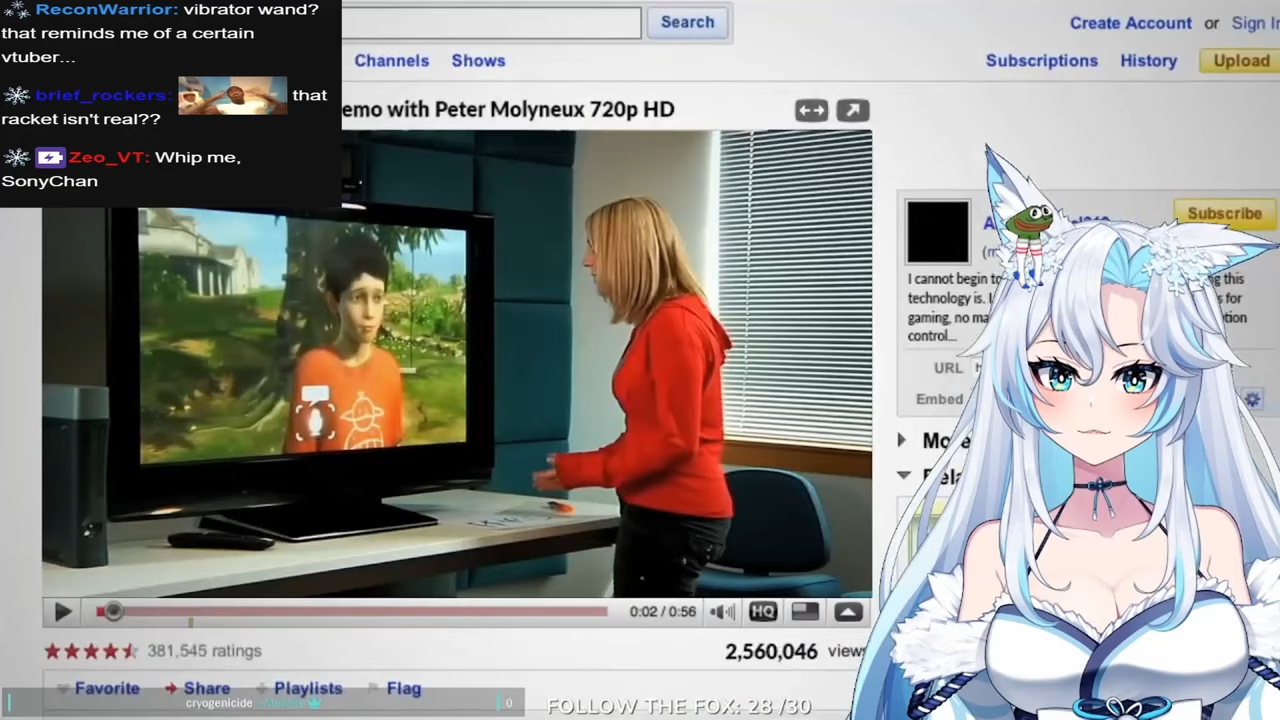 ReconWarrior: vibrator wand?
that reminds me of a certain
vtuber...
brief_rockers: that
racket isn't real??
Zeo_VT: Whip me,
SonyChan
Search
Create Account or Sign In
Channels Shows
Subscriptions History Upload
emo with Peter Molyneux 720p HD
Subscribe
I cannot begin to
technology is. I
gaming, no ma
control...
g this
s for
URL
Embed
0:02 / 0:56
HQ
381,545 ratings
2,560,046 views
Favorite Share Playlists Flag
cryogenicide
0
FOLLOW THE FOX: 28 /30